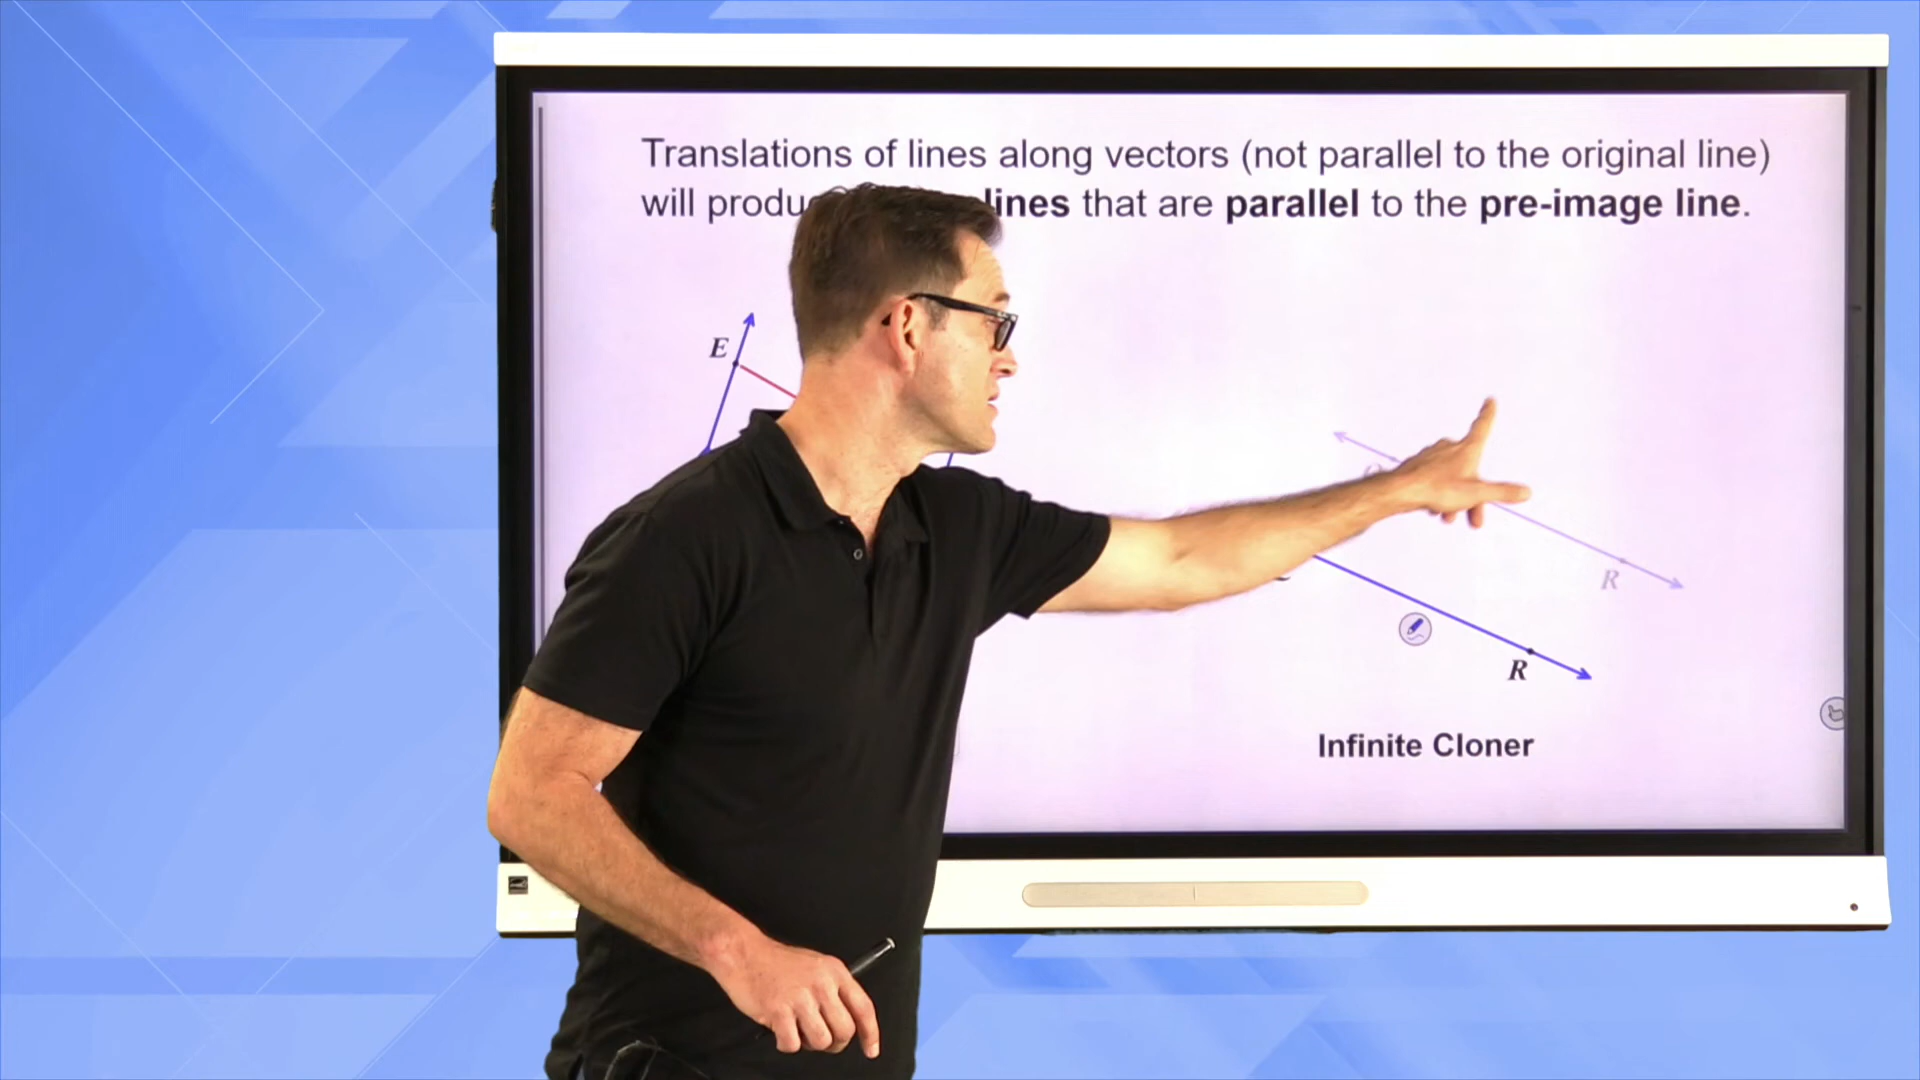 Translations of lines along vectors (not parallel to the original line)
will lines that are parallel to the pre-image line.
E
R
R
Infinite Cloner